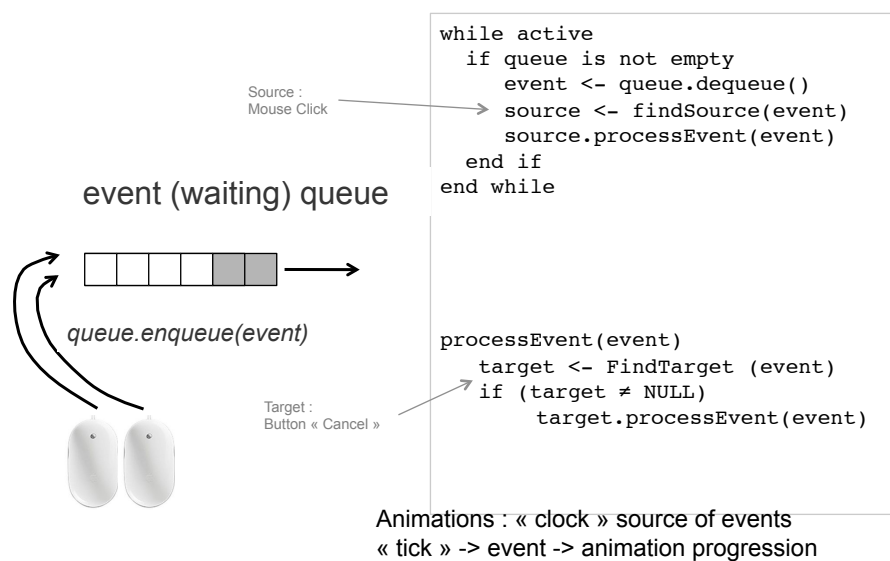 while active
if queue is not empty
event <- queue.dequeue()
source <- findSource(event)
source.processEvent(event)
end if
end while
Source :
Mouse Click
event (waiting) queue
queue.enqueue(event)
processEvent(event)
target <- FindTarget (event)
if (target ≠ NULL)
target.processEvent(event)
Target :
Button « Cancel »
Animations : « clock » source of events
« tick » -> event -> animation progression